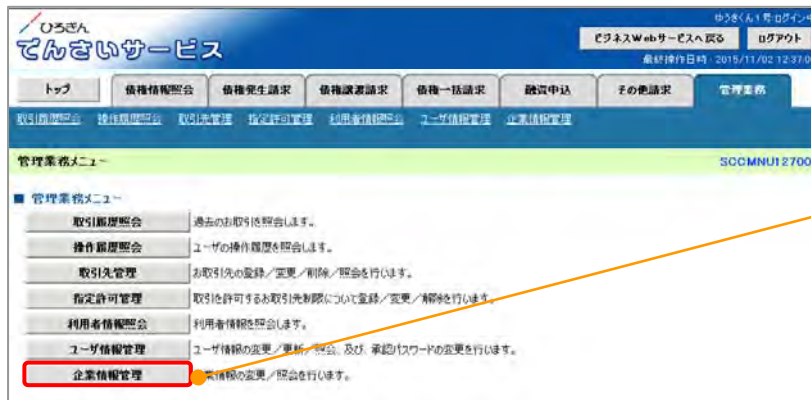 ひろぎん
でんさいサービス
ゆうき(A1号 ログイン中
ビジネスWebサービスへ戻る ログアウト
最終操作日時：2015/11/02 12:37:0
トップ 債権情報照会 債権発生請求 債権譲渡請求 債権一括請求 融資申込 その他請求 管理業務
取引履歴照会 操作履歴照会 取引先管理 指定許可管理 利用者情報照会 ユーザ情報管理 企業情報管理
管理業務メニュー SCCMNU12700
■ 管理業務メニュー
取引履歴照会 過去のお取引を照会します。
操作履歴照会 ユーザの操作履歴を照会します。
取引先管理 お取引先の登録／変更／削除／照会を行います。
指定許可管理 取引を許可するお取引先制限について登録／変更／解除を行います。
利用者情報照会 利用者情報を照会します。
ユーザ情報管理 ユーザ情報の変更／更新／照会、及び、承認パスワードの変更を行います。
企業情報管理 業情報の変更／照会を行います。